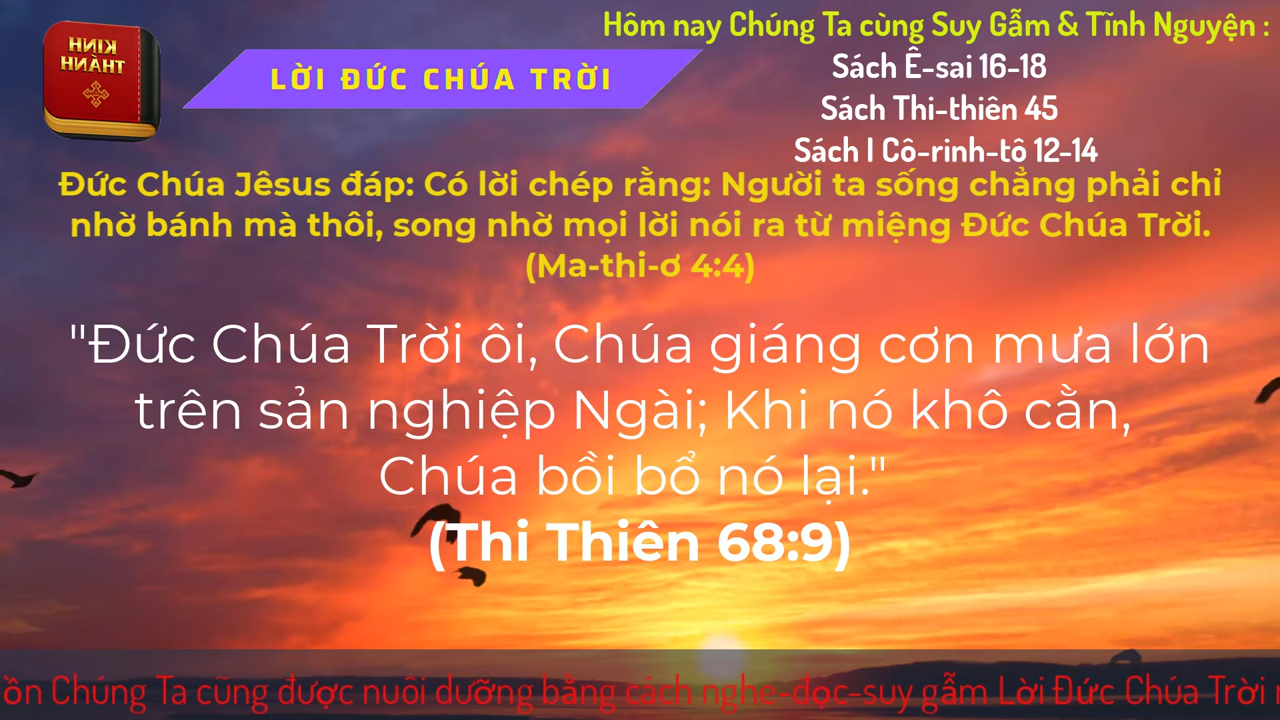 KINH
THÀNH
LỜI ĐỨC CHÚA TRỜI
Hôm nay Chúng Ta cùng Suy Gẫm & Tĩnh Nguyện :
Sách Ê-sai 16-18
Sách Thi-thiên 45
Sách I Cô-rinh-tô 12-14
Đức Chúa Jêsus đáp: Có lời chép rằng: Người ta sống chẳng phải chỉ
nhờ bánh mà thôi, song nhờ mọi lời nói ra từ miệng Đức Chúa Trời.
(Ma-thi-ơ 4:4)
"Đức Chúa Trời ôi, Chúa giáng cơn mưa lớn
trên sản nghiệp Ngài; Khi nó khô cằn,
Chúa bồi bổ nó lại."
(Thi Thiên 68:9)
ồn Chúng Ta cũng được nuôi dưỡng bằng cách nghe-đọc-suy gẫm Lời Đức Chúa Trời